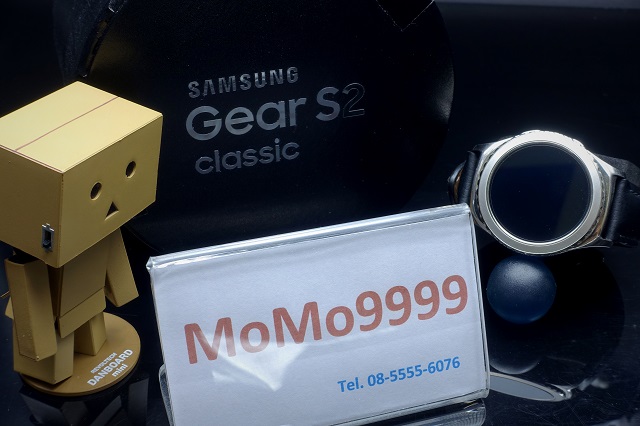 SAMSUNG
Gear S2
classic
MoMo9999
Tel. 08-5555-6076
DANBOARD
mini